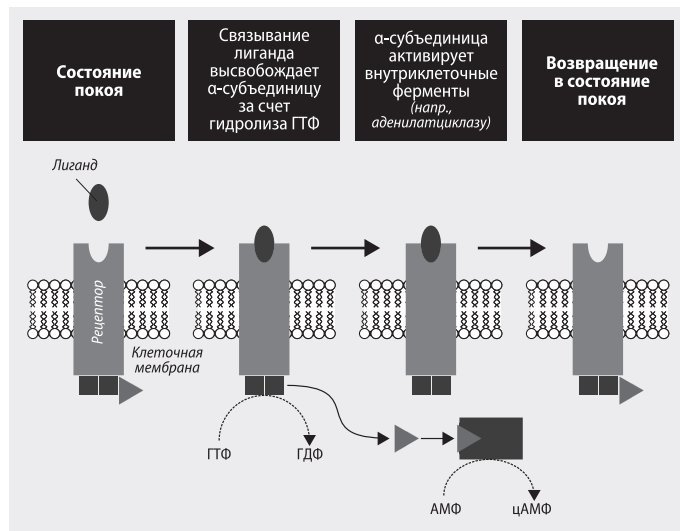 Состояние
покоя
Связывание
лиганда
высвобождает
α-субъединицу
за счет
гидролиза ГТФ
α-субъединица
активирует
внутриклеточные
ферменты
(напр.,
аденилатциклазу)
Возвращение
в состояние
покоя
Лиганд
Рецептор
Клеточная
мембрана
ГТФ
ГДФ
АМФ
цАМФ